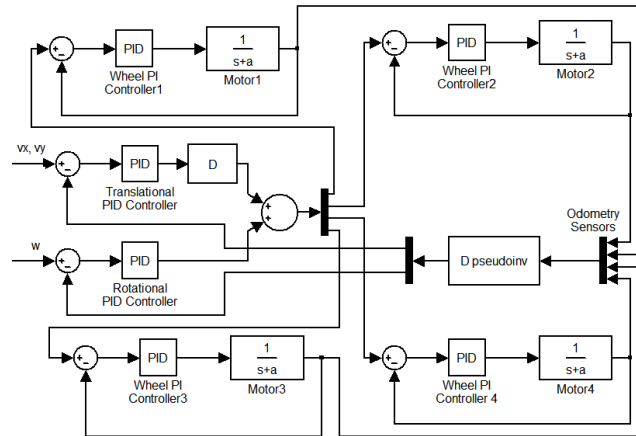 PID
1
s+a
Wheel PI
Controller1
Motor1
PID
1
s+a
Wheel PI
Controller2
Motor2
vx, vy
PID
D
Translational
PID Controller
w
PID
Rotational
PID Controller
D pseudoinv
Odometry
Sensors
PID
1
s+a
Wheel PI
Controller3
Motor3
PID
1
s+a
Wheel PI
Controller 4
Motor4